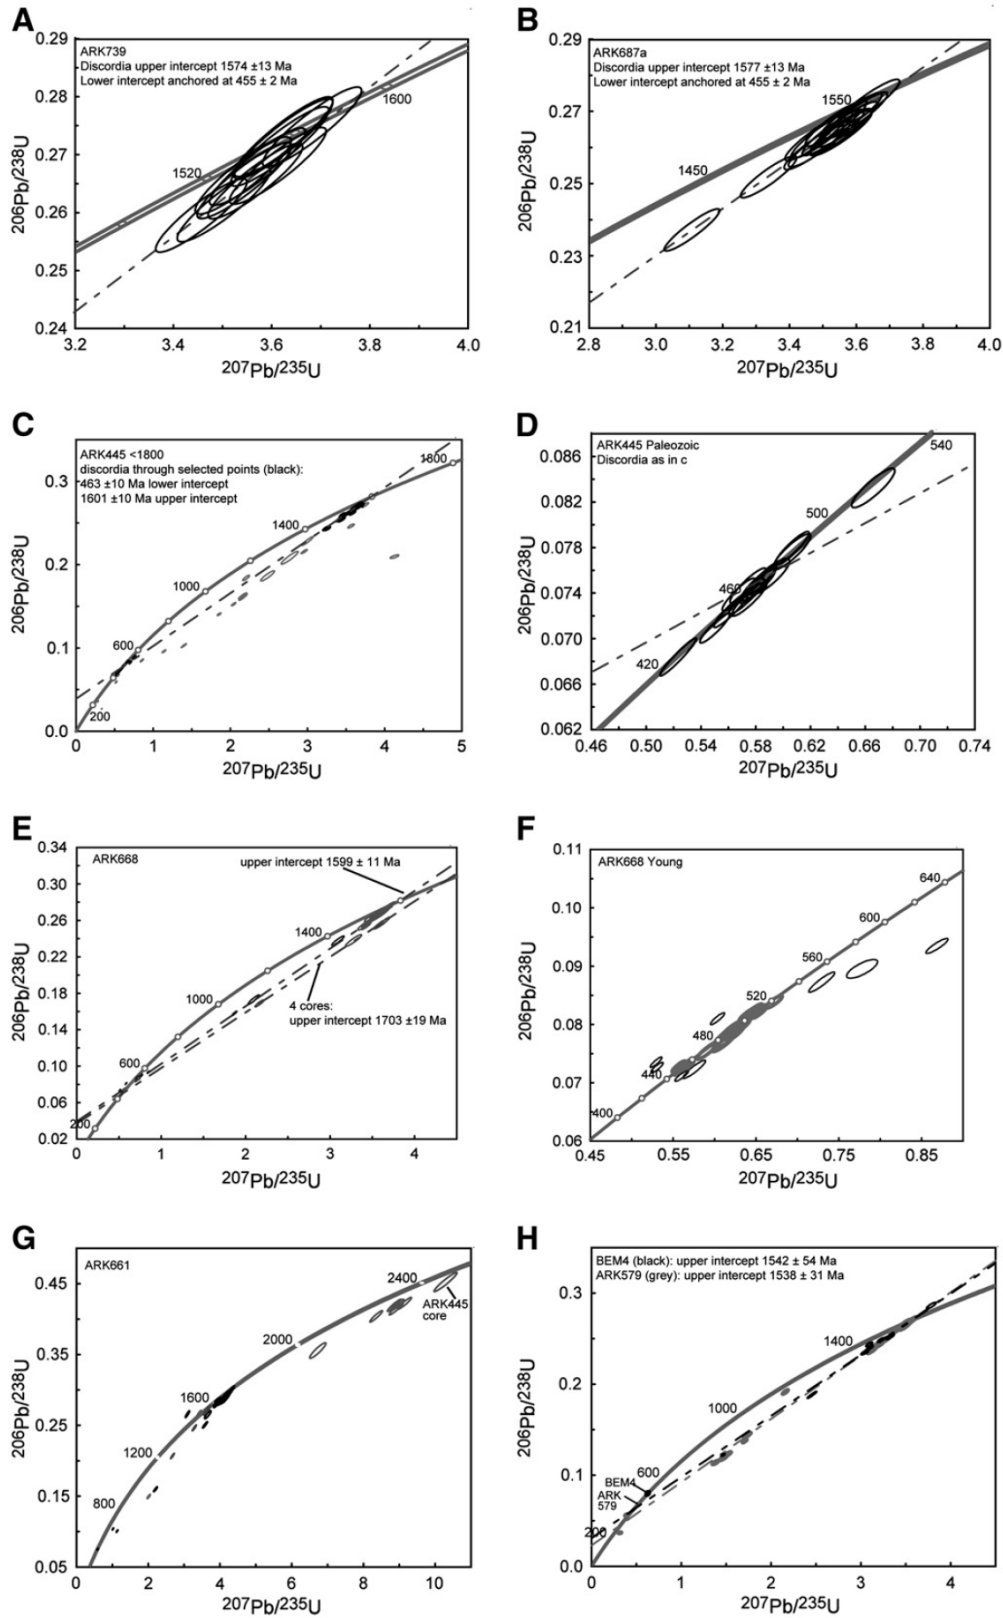 A
ARK739
Discordia upper intercept 1574 ±13 Ma
Lower intercept anchored at 455 ± 2 Ma
0.29
0.28
0.27
0.26
0.25
0.24
1600
1520
3.2 3.4 3.6 3.8 4.0
206Pb/238U
207Pb/235U
B
ARK687a
Discordia upper intercept 1577 ±13 Ma
Lower intercept anchored at 455 ± 2 Ma
0.29
0.27
0.25
0.23
0.21
1550
1450
2.8 3.0 3.2 3.4 3.6 3.8 4.0
206Pb/238U
207Pb/235U
C
ARK445 <1800
discordia through selected points (black):
463 ±10 Ma lower intercept
1601 ±10 Ma upper intercept
0.3
0.2
0.1
0.0
1800
1400
1000
600
200
0 1 2 3 4 5
206Pb/238U
207Pb/235U
D
ARK445 Paleozoic
Discordia as in c
0.086
0.082
0.078
0.074
0.070
0.066
0.062
540
500
460
420
0.46 0.50 0.54 0.58 0.62 0.66 0.70 0.74
206Pb/238U
207Pb/235U
E
ARK668
upper intercept 1599 ± 11 Ma
0.34
0.30
0.26
0.22
0.18
0.14
0.10
0.06
0.02
1400
1000
600
200
4 cores:
upper intercept 1703 ±19 Ma
0 1 2 3 4
206Pb/238U
207Pb/235U
F
ARK668 Young
0.11
0.10
0.09
0.08
0.07
0.06
640
600
560
520
480
440
400
0.45 0.55 0.65 0.75 0.85
206Pb/238U
207Pb/235U
G
ARK661
0.45
0.35
0.25
0.15
0.05
2400
ARK445
core
2000
1600
1200
800
0 2 4 6 8 10
206Pb/238U
207Pb/235U
H
BEM4 (black): upper intercept 1542 ± 54 Ma
ARK579 (grey): upper intercept 1538 ± 31 Ma
0.3
0.2
0.1
0.0
1400
1000
600
BEM4
ARK
579
200
0 1 2 3 4
206Pb/238U
207Pb/235U